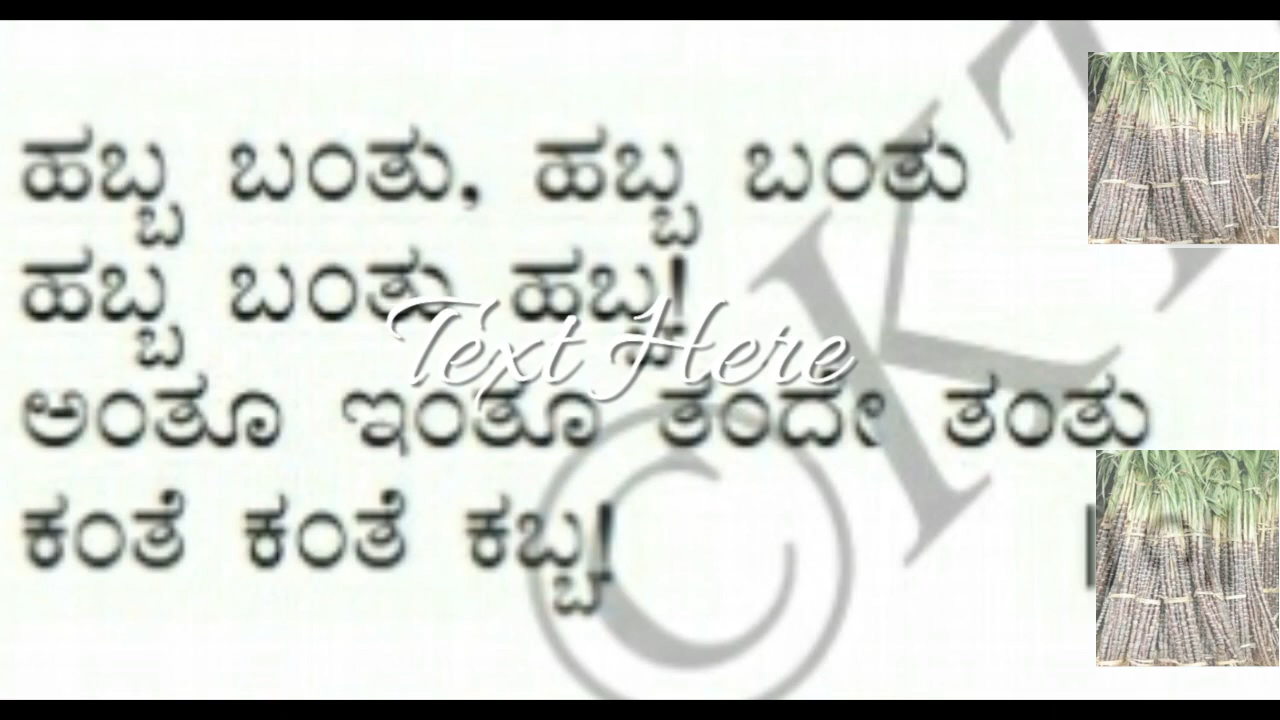 ಹಬ್ಬ ಬಂತು, ಹಬ್ಬ ಬಂತು
ಹಬ್ಬ ಬಂತು ಹಬ್ಬ!
Text Here
ಅಂತೂ ಇಂತೂ ತಂದೇ ತಂತು
ಕಂತೆ ಕಂತೆ ಕಬ್ಬ!